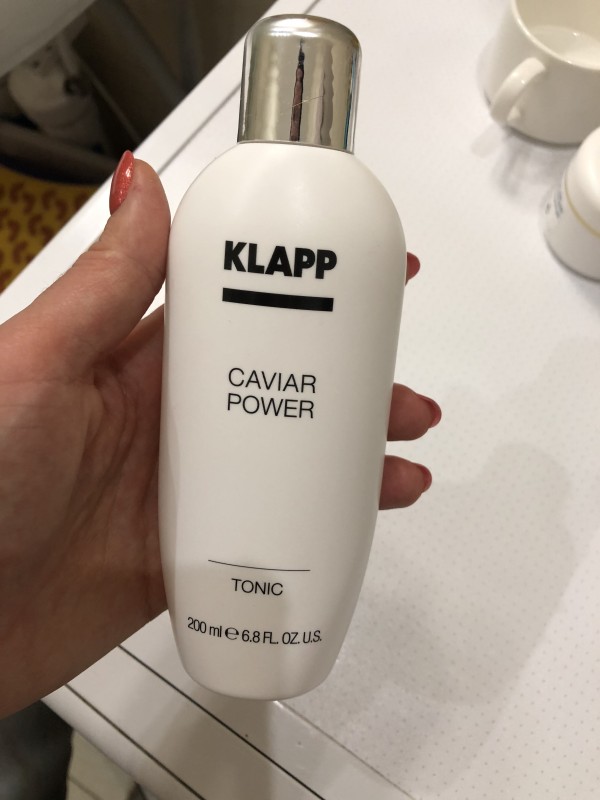 KLAPP
CAVIAR
POWER
TONIC
200 ml ℮ 6.8 FL. OZ. U.S.